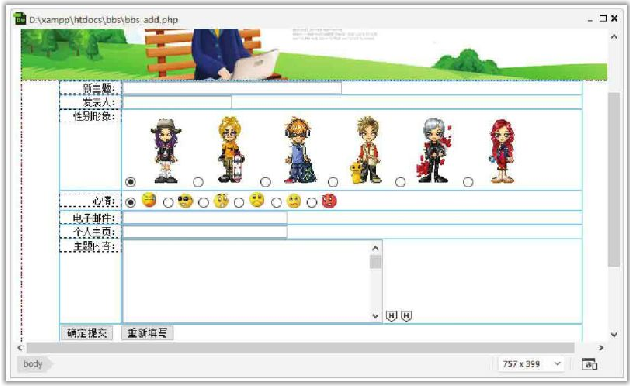 D:\xampp\htdocs\bbs\bbs_add.php
到主题:
发表人:
性别形象:
心情:
电子邮件:
个人主页:
主题内容:
H H
确定提交 重新填写
body 757 x 399